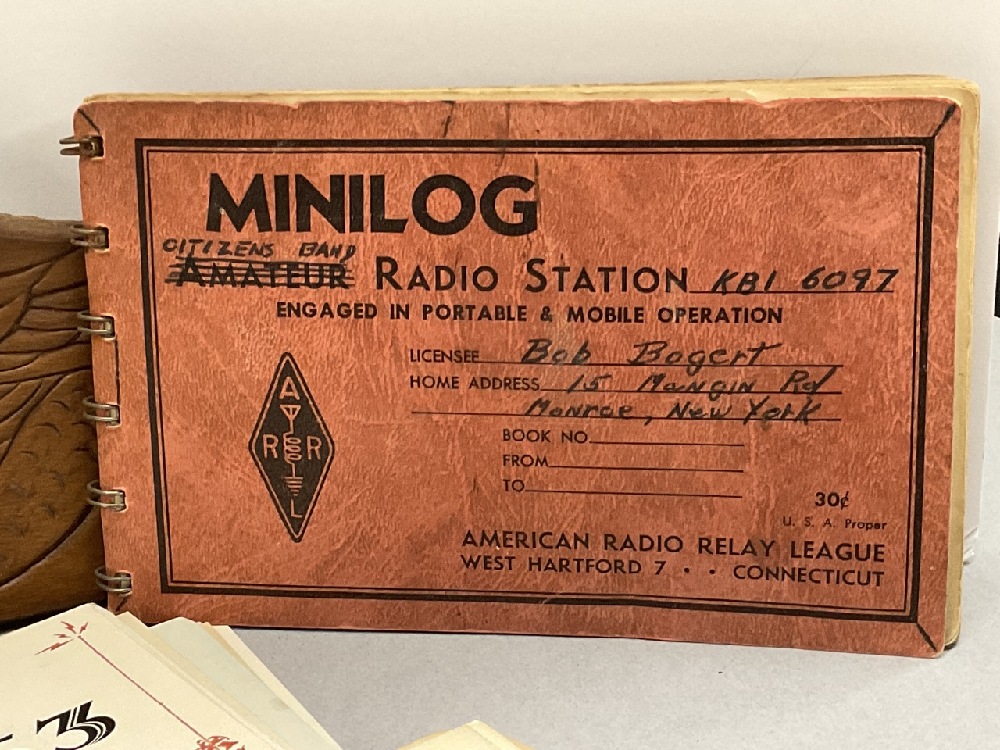 MINILOG
CITIZENS BAND
AMATEUR RADIO STATION KBI 6097
ENGAGED IN PORTABLE & MOBILE OPERATION
LICENSEE Bob Bogert
HOME ADDRESS 15 Mangin Rd
Monroe, New York
BOOK NO.
FROM
TO
A
R R
L
30¢
U. S. A. Proper
AMERICAN RADIO RELAY LEAGUE
WEST HARTFORD 7 · · CONNECTICUT
3